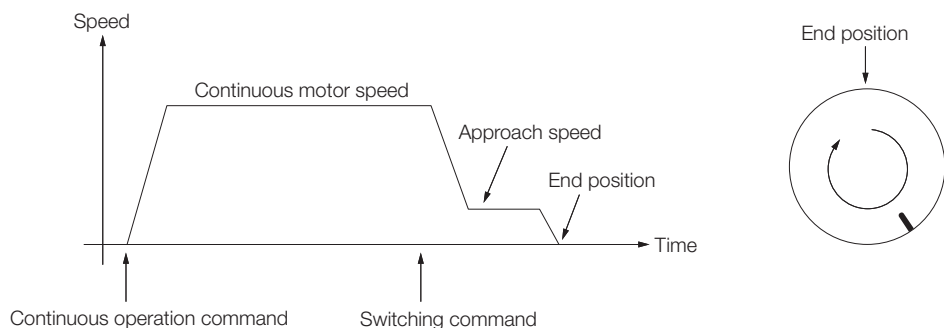 Speed
End position
Continuous motor speed
Approach speed
End position
Time
Continuous operation command
Switching command